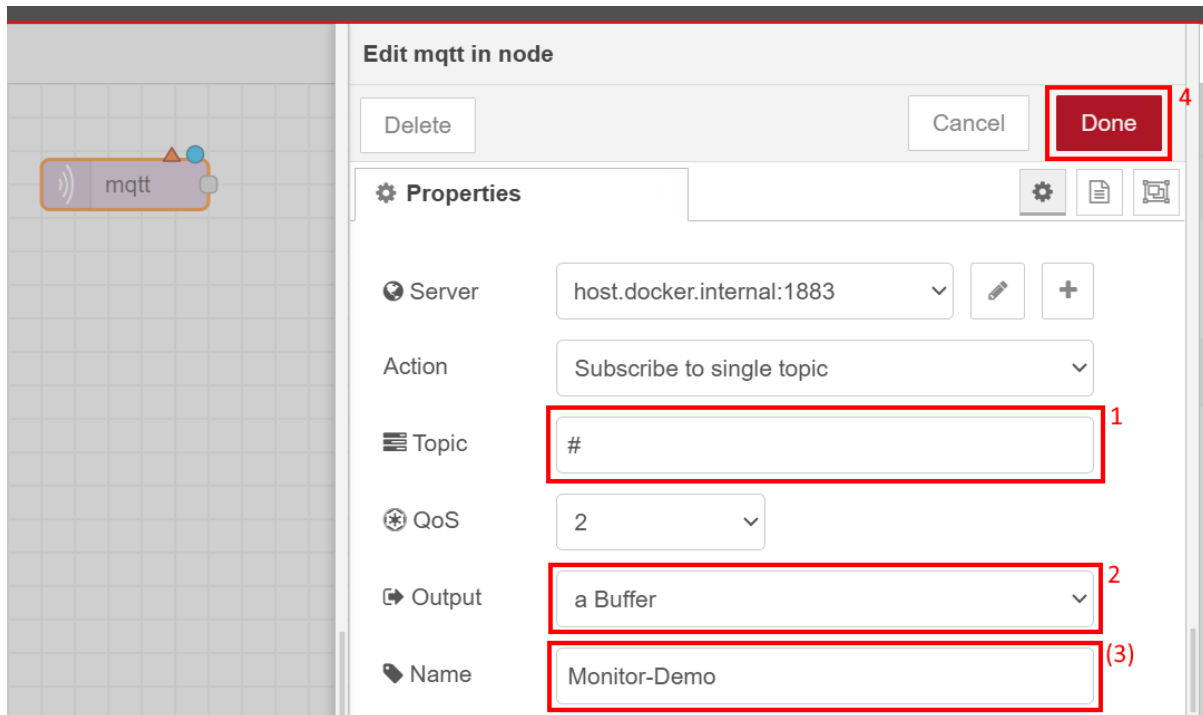 Edit mqtt in node
Delete
Cancel
Done
4
mqtt
Properties
Server
host.docker.internal:1883
Action
Subscribe to single topic
1
Topic
#
QoS
2
2
Output
a Buffer
(3)
Name
Monitor-Demo